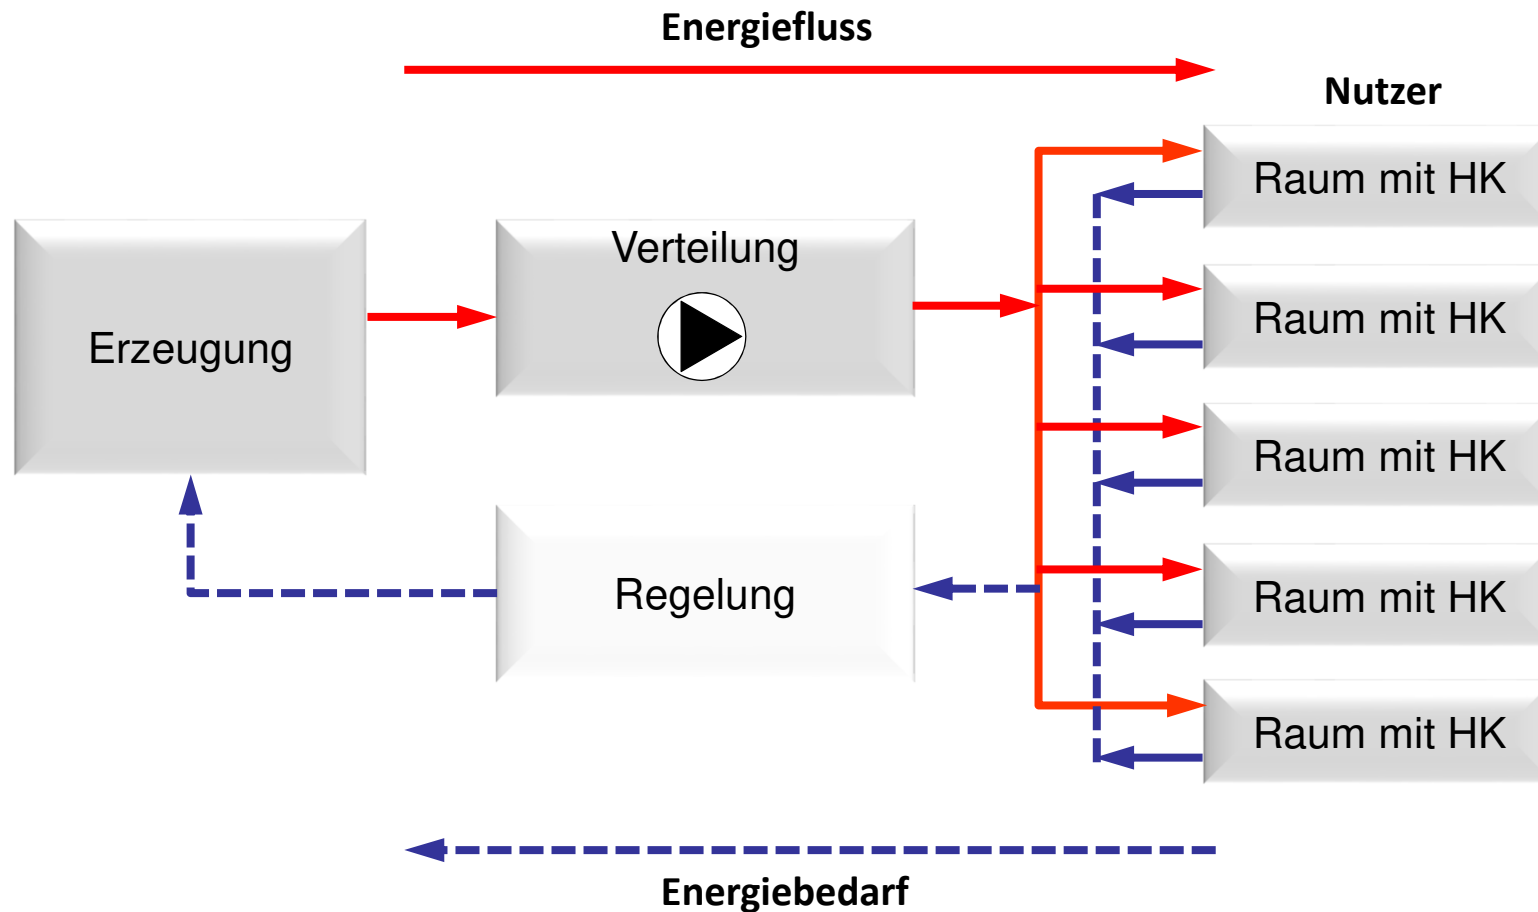 Energiefluss
Nutzer
Raum mit HK
Verteilung
Raum mit HK
Erzeugung
Raum mit HK
Regelung
Raum mit HK
Raum mit HK
Energiebedarf